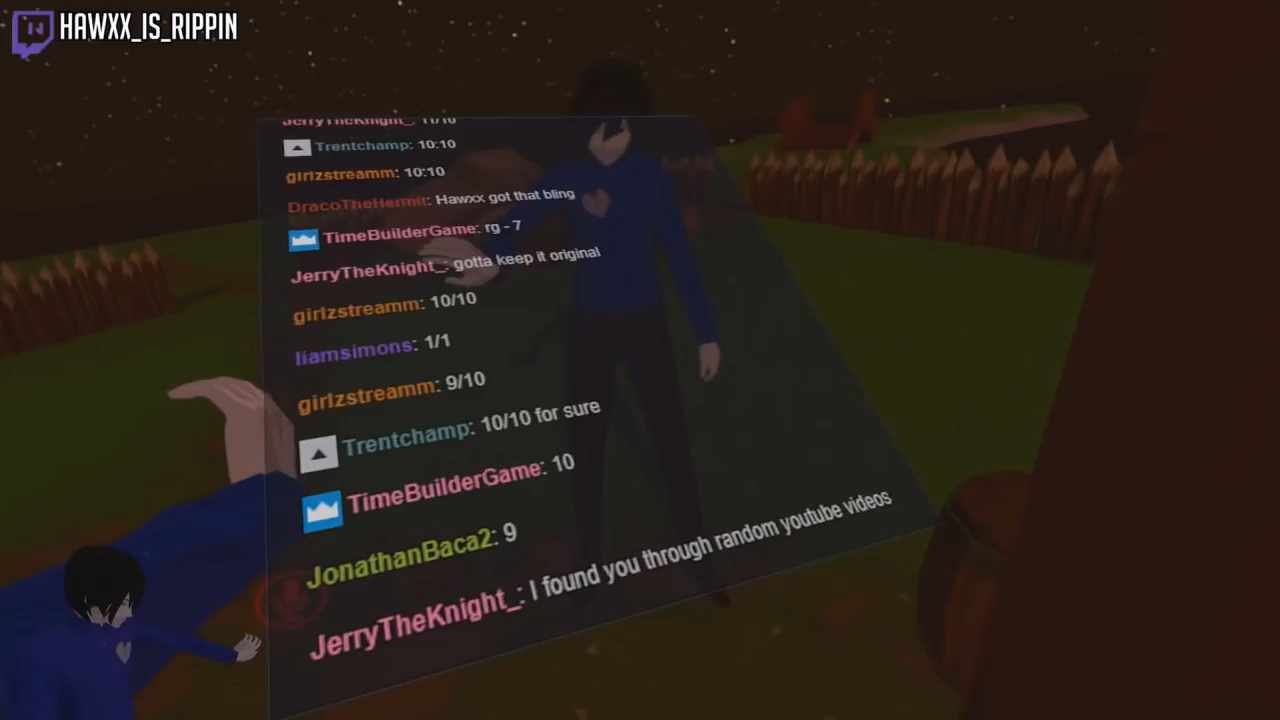 HAWXX_IS_RIPPIN
JerryTheKnight_: 11/10
Trentchamp: 10:10
girlzstreamm: 10:10
DracoTheHermit: Hawxx got that bling
TimeBuilderGame: rg - 7
JerryTheKnight_: gotta keep it original
girlzstreamm: 10/10
liamsimons: 1/1
girlzstreamm: 9/10
Trentchamp: 10/10 for sure
TimeBuilderGame: 10
JonathanBaca2: 9
JerryTheKnight_: I found you through random youtube videos